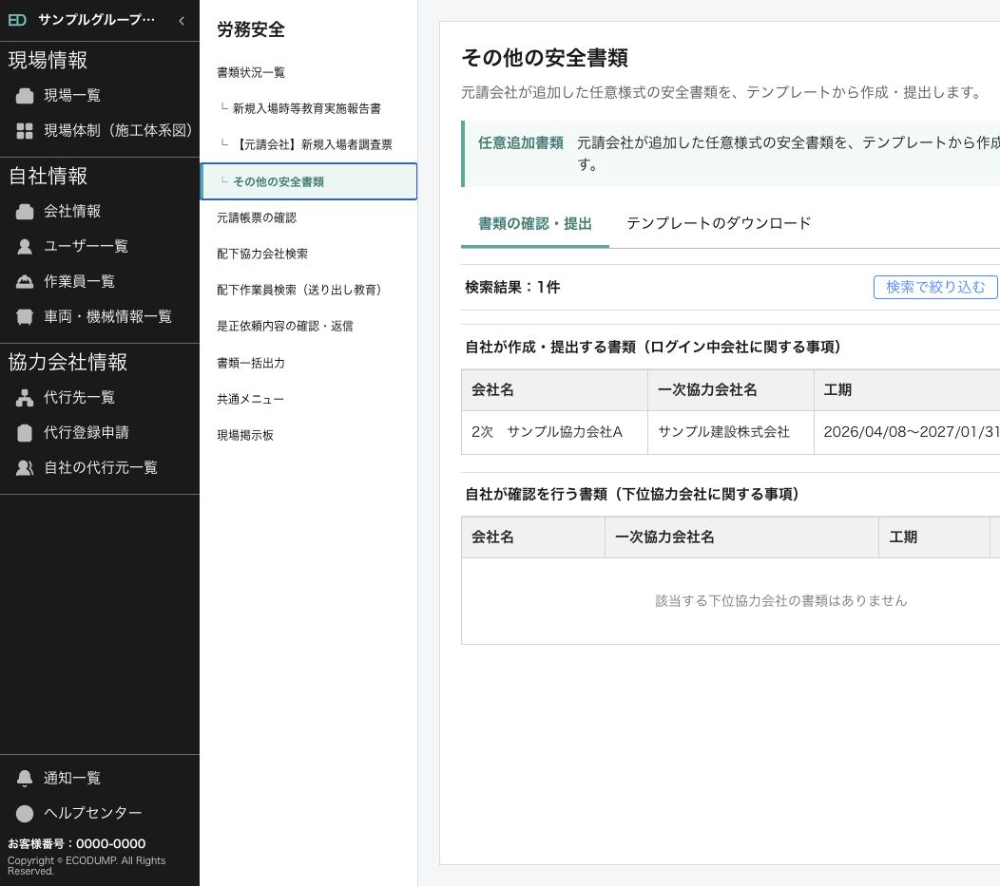 ED サンプルグループ…
現場情報
現場一覧
現場体制（施工体系図）
自社情報
会社情報
ユーザー一覧
作業員一覧
車両・機械情報一覧
協力会社情報
代行先一覧
代行登録申請
自社の代行元一覧
通知一覧
ヘルプセンター
お客様番号：0000-0000
Copyright © ECODUMP. All Rights
Reserved.
労務安全
書類状況一覧
└ 新規入場時等教育実施報告書
└ 【元請会社】新規入場者調査票
└ その他の安全書類
元請帳票の確認
配下協力会社検索
配下作業員検索（送り出し教育）
是正依頼内容の確認・返信
書類一括出力
共通メニュー
現場掲示板
その他の安全書類
元請会社が追加した任意様式の安全書類を、テンプレートから作成・提出します。
任意追加書類 元請会社が追加した任意様式の安全書類を、テンプレートから作成
す。
書類の確認・提出 テンプレートのダウンロード
検索結果：1件 検索で絞り込む
自社が作成・提出する書類（ログイン中会社に関する事項）
会社名 一次協力会社名 工期
2次　サンプル協力会社A サンプル建設株式会社 2026/04/08〜2027/01/31
自社が確認を行う書類（下位協力会社に関する事項）
会社名 一次協力会社名 工期
該当する下位協力会社の書類はありません